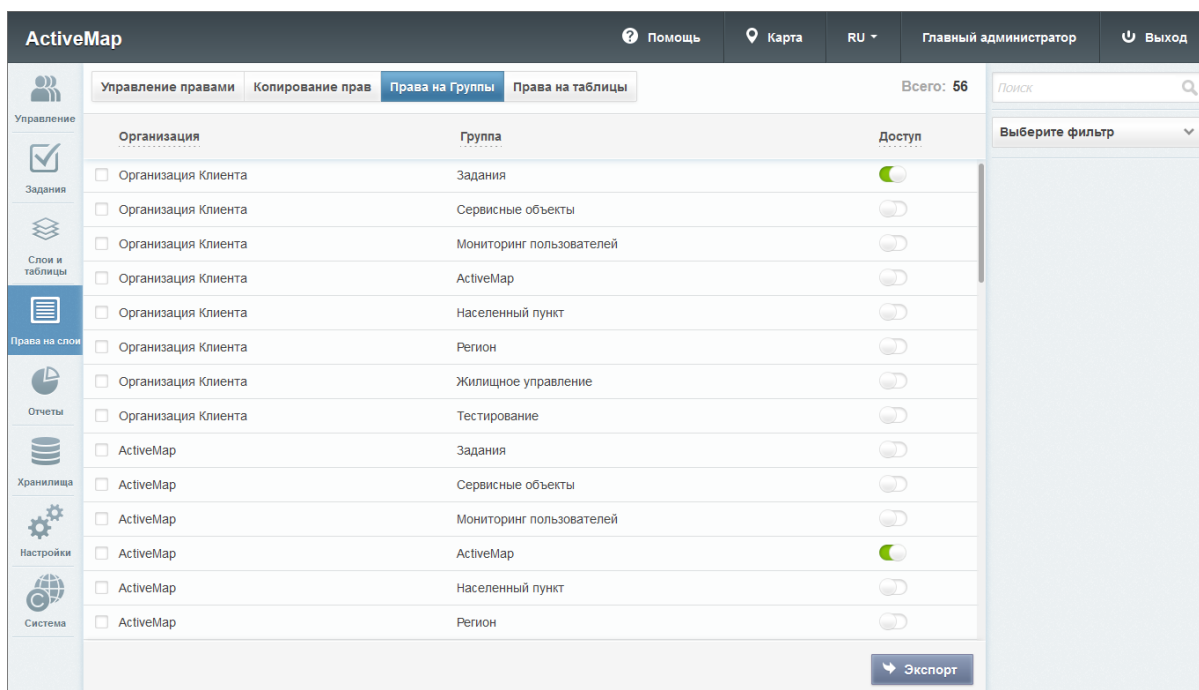 ActiveMap
Помощь
Карта
RU
Главный администратор
Выход
Управление
Задания
Слои и
таблицы
Права на слои
Отчеты
Хранилища
Настройки
Система
Управление правами
Копирование прав
Права на Группы
Права на таблицы
Всего: 56
Организация Группа Доступ
Организация Клиента Задания
Организация Клиента Сервисные объекты
Организация Клиента Мониторинг пользователей
Организация Клиента ActiveMap
Организация Клиента Населенный пункт
Организация Клиента Регион
Организация Клиента Жилищное управление
Организация Клиента Тестирование
ActiveMap Задания
ActiveMap Сервисные объекты
ActiveMap Мониторинг пользователей
ActiveMap ActiveMap
ActiveMap Населенный пункт
ActiveMap Регион
Экспорт
Поиск
Выберите фильтр